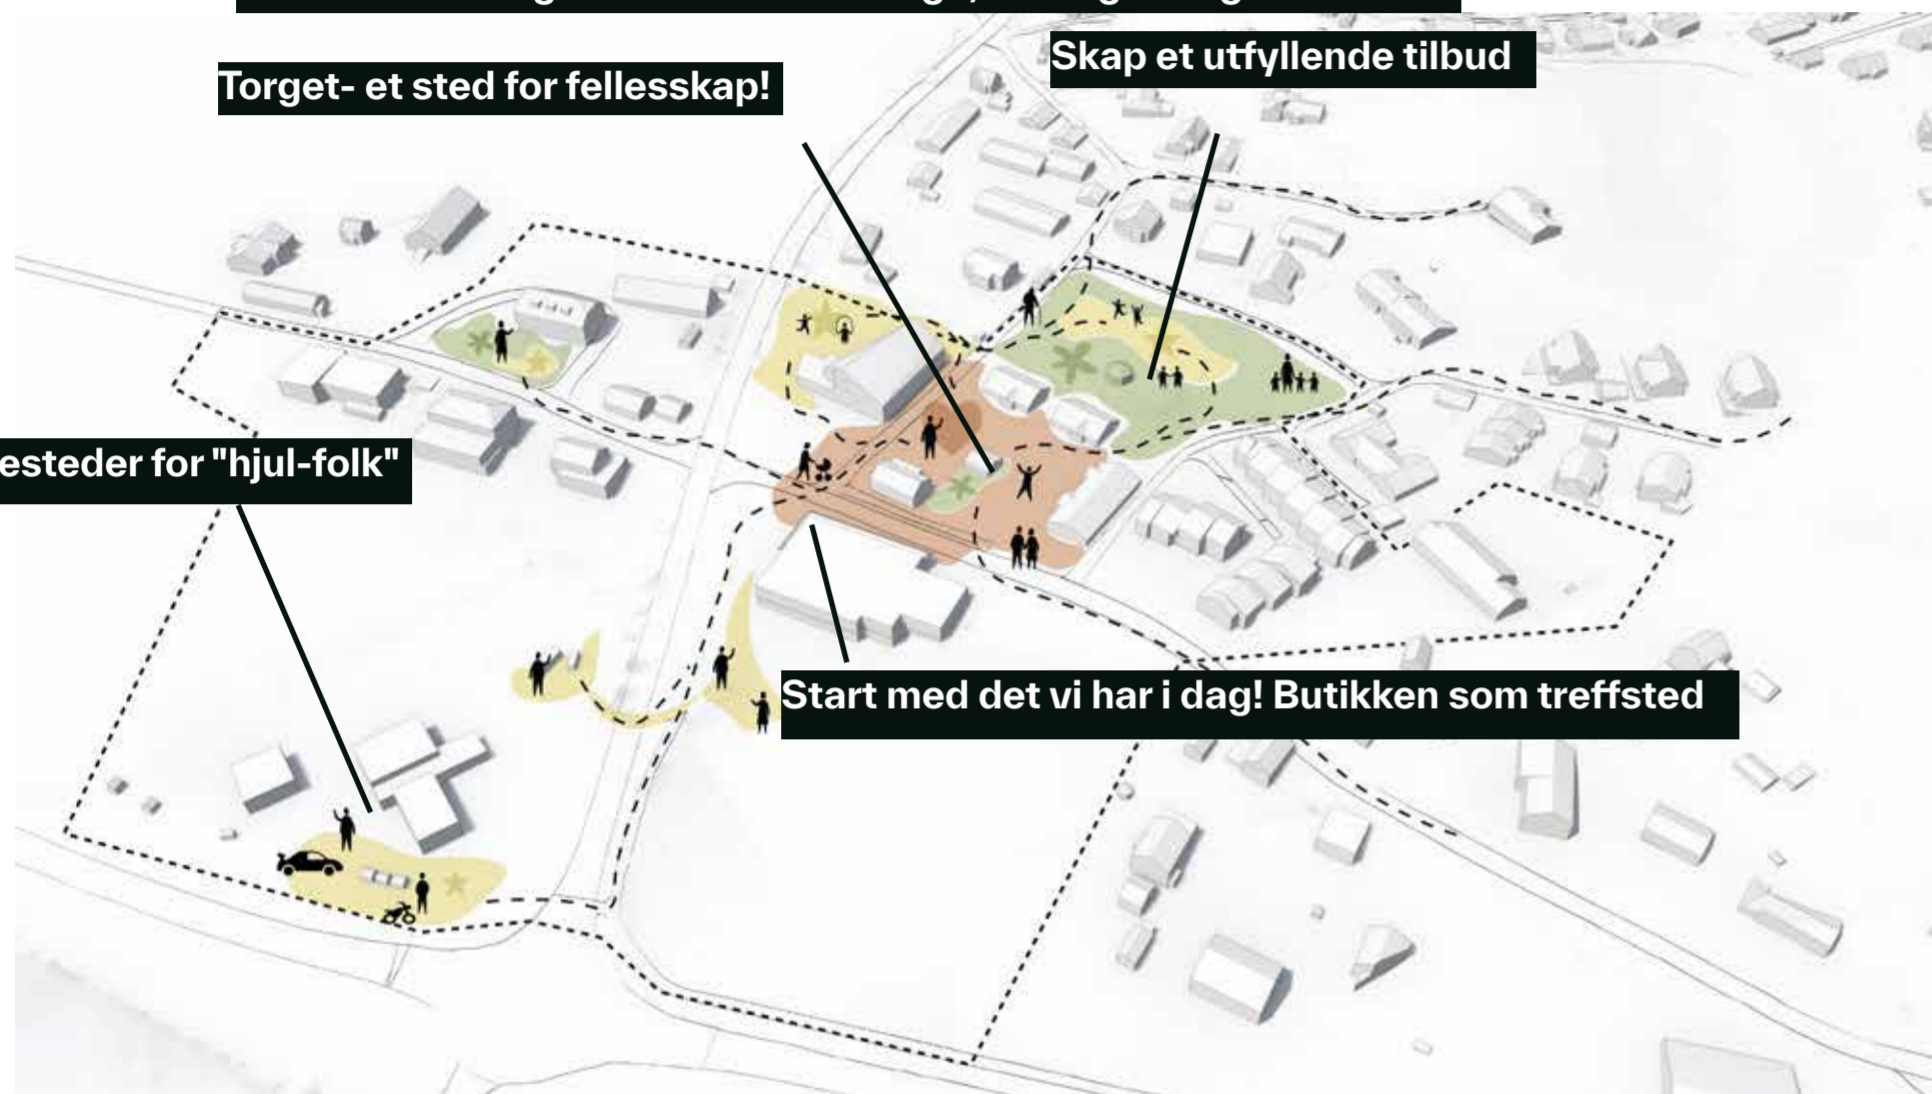 Torget- et sted for fellesskap!
Skap et utfyllende tilbud
esteder for "hjul-folk"
Start med det vi har i dag! Butikken som treffsted